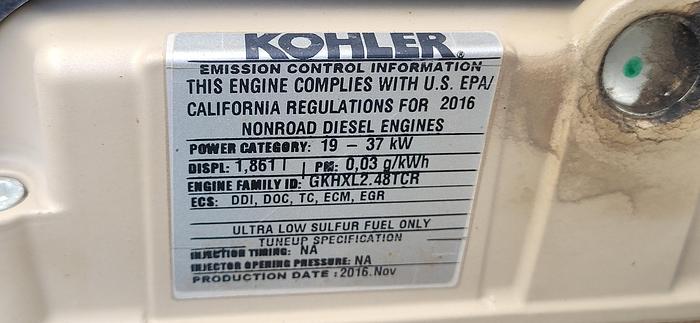 KOHLER®
EMISSION CONTROL INFORMATION
THIS ENGINE COMPLIES WITH U.S. EPA/
CALIFORNIA REGULATIONS FOR 2016
NONROAD DIESEL ENGINES
POWER CATEGORY: 19 – 37 kW
DISPL: 1,861 l | PM: 0,03 g/kWh
ENGINE FAMILY ID: GKHXL2.48TCR
ECS: DDI, DOC, TC, ECM, EGR
ULTRA LOW SULFUR FUEL ONLY
TUNEUP SPECIFICATION
INJECTION TIMING: NA
INJECTOR OPENING PRESSURE: NA
PRODUCTION DATE : 2016.Nov